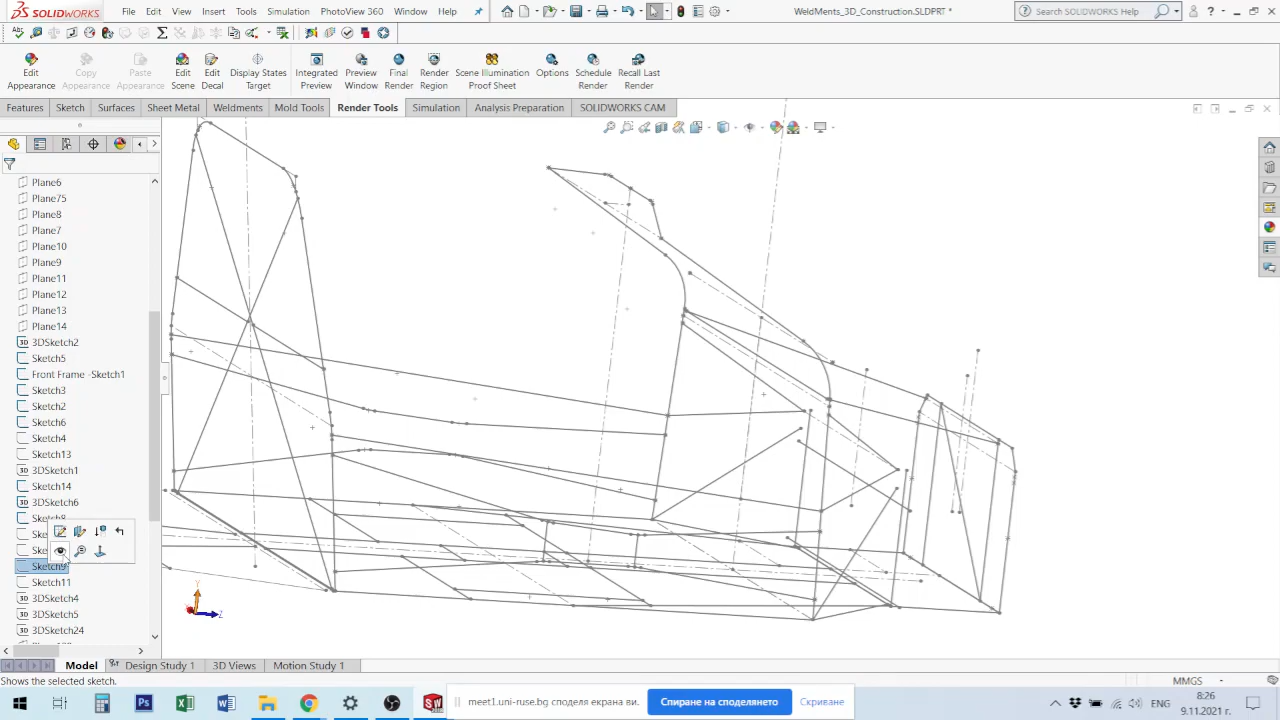 SOLIDWORKS File Edit View Insert Tools Simulation PhotoView 360 Window Help WeldMents_3D_Construction.SLDPRT * Search SOLIDWORKS Help
Edit Appearance
Copy Appearance
Paste Appearance
Edit Scene
Edit Decal
Display States Target
Integrated Preview
Preview Window
Final Render
Render Region
Scene Illumination Proof Sheet
Options
Schedule Render
Recall Last Render
Features Sketch Surfaces Sheet Metal Weldments Mold Tools Render Tools Simulation Analysis Preparation SOLIDWORKS CAM
Plane6
Plane75
Plane8
Plane7
Plane10
Plane9
Plane11
Plane12
Plane13
Plane14
3DSketch2
Sketch5
Front Frame -Sketch1
Sketch3
Sketch2
Sketch6
Sketch4
Sketch13
3DSketch1
Sketch14
3DSketch6
Sketch9
Sketch11
3DSketch4
3DSketch5
3DSketch24
Y
Z
Model Design Study 1 3D Views Motion Study 1
Shows the selected sketch.
MMGS
meet1.uni-ruse.bg споделя екрана ви. Спиране на споделянето Скриване
ENG
8:26
9.11.2021 г.